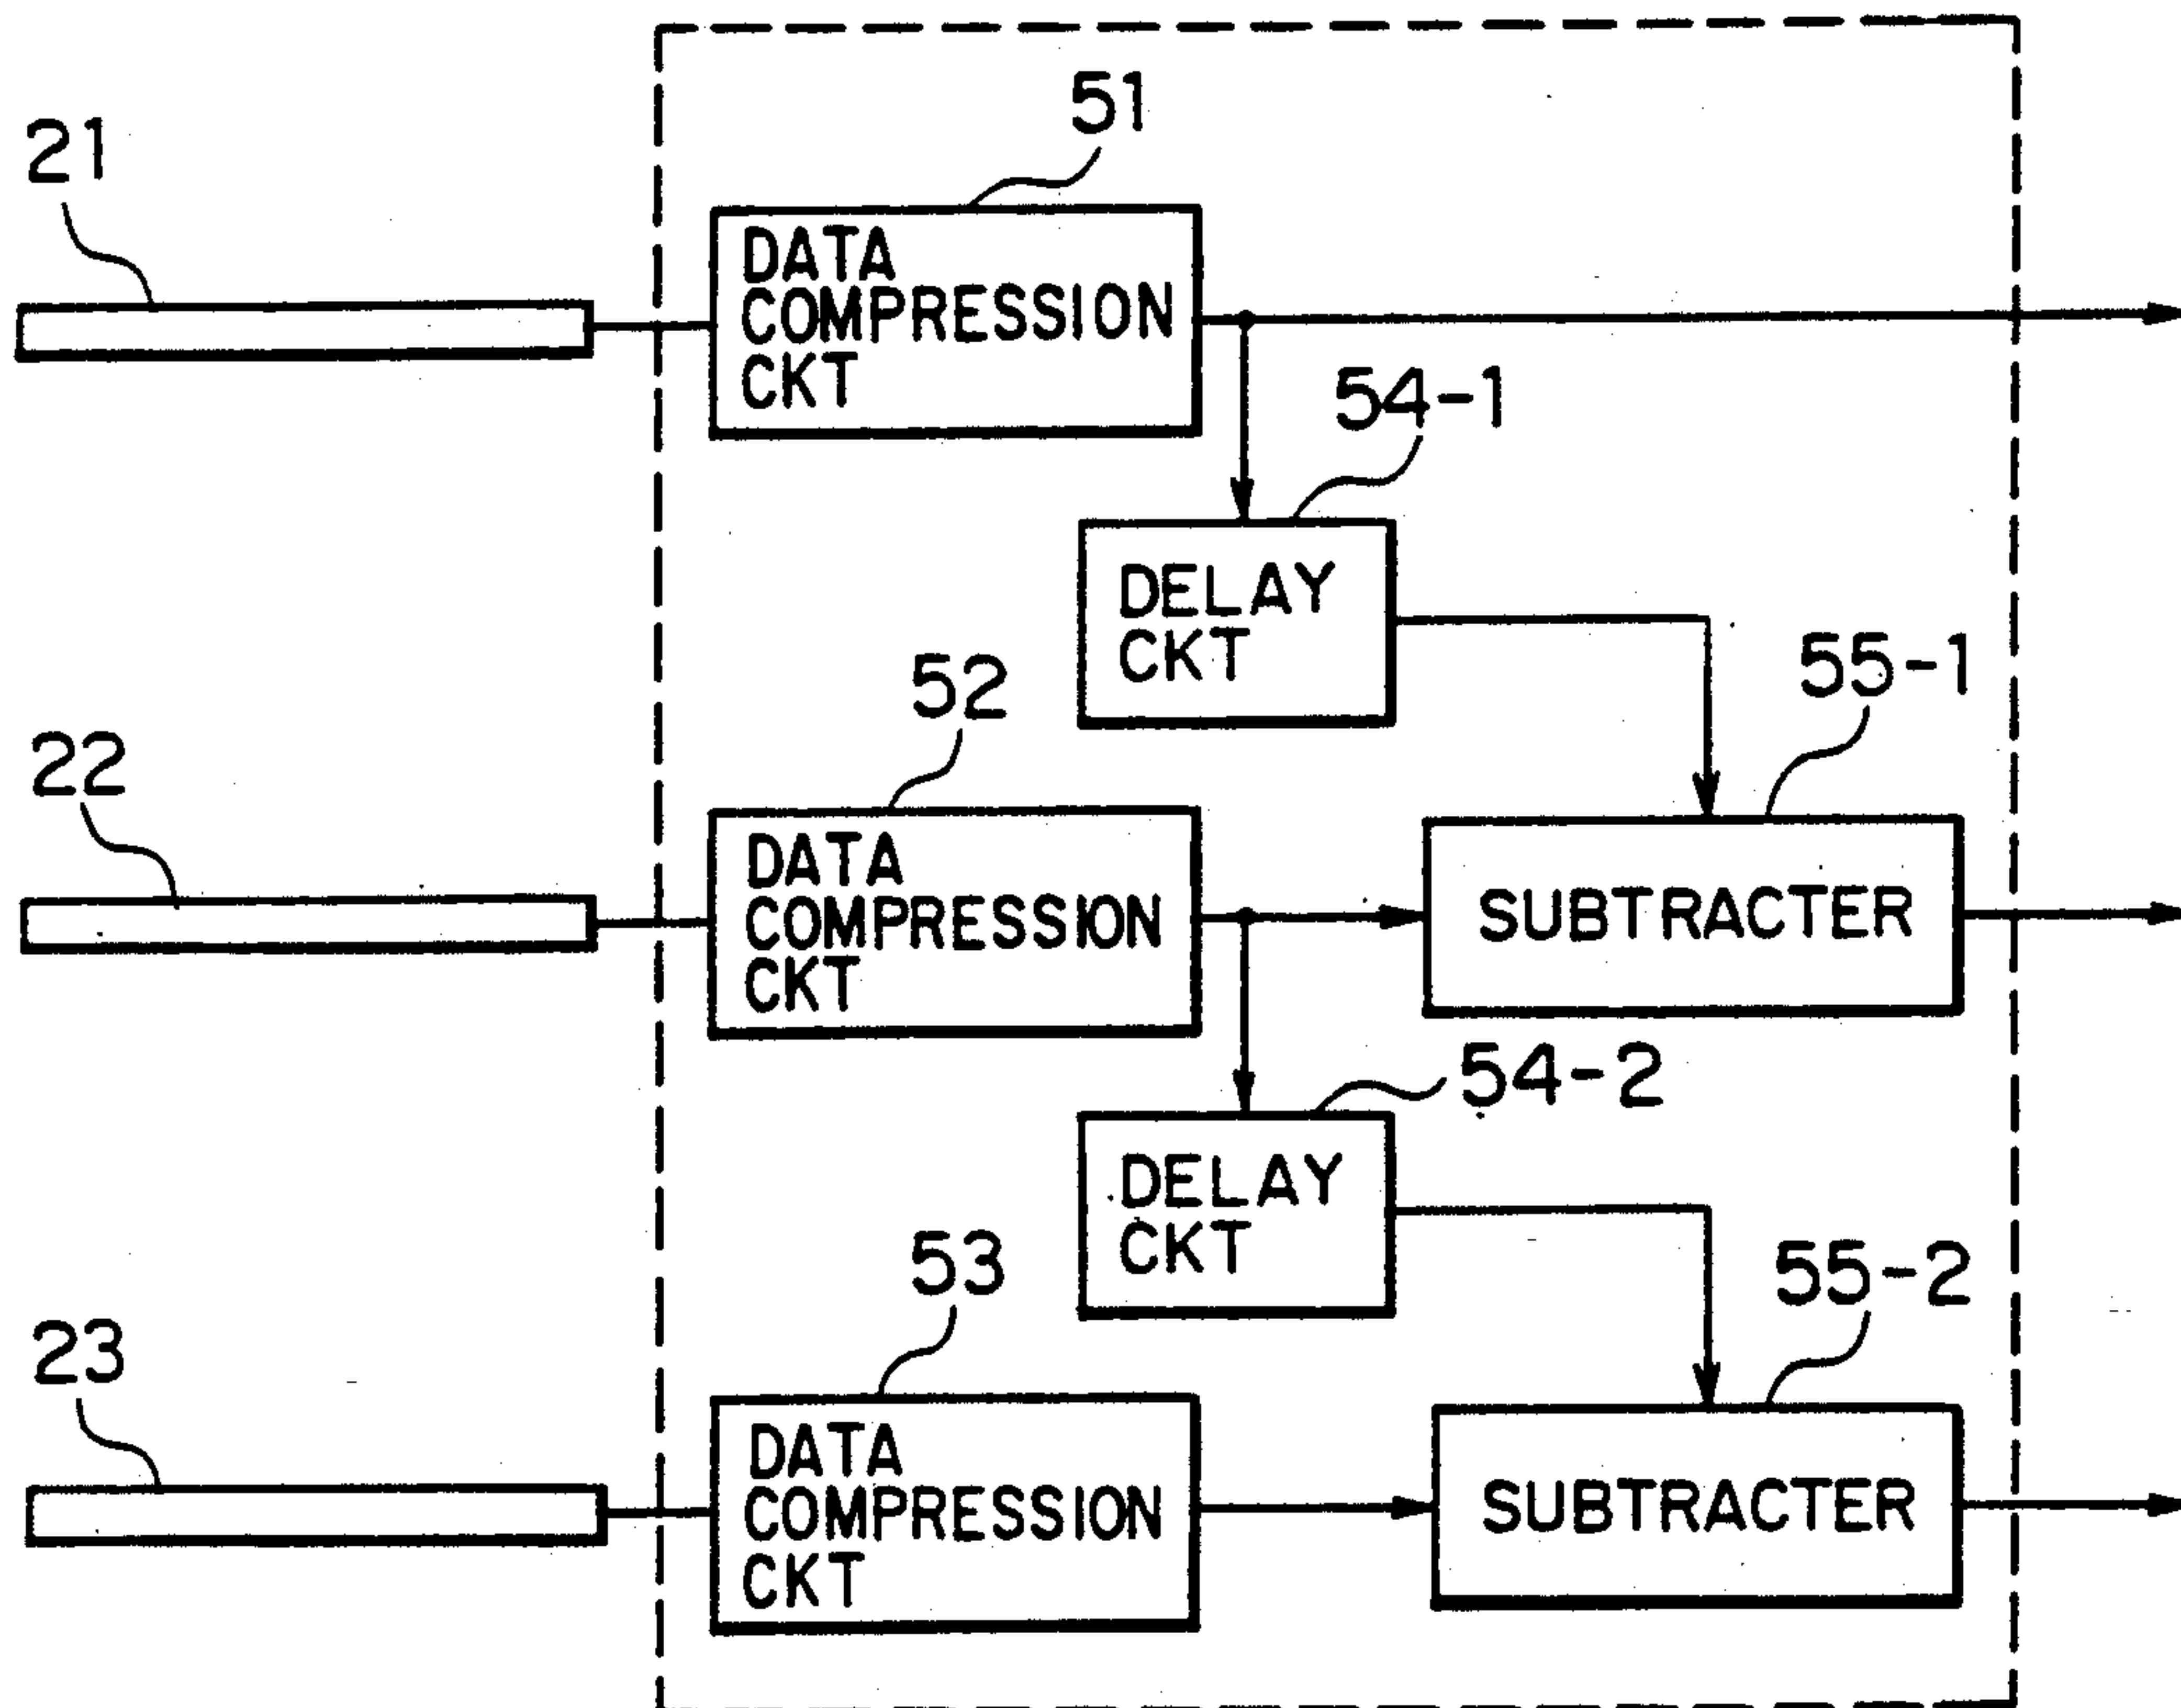 51
21
DATA
COMPRESSION
CKT
54-1
DELAY
CKT
55-1
52
22
DATA
COMPRESSION
CKT
SUBTRACTER
54-2
DELAY
CKT
55-2
53
23
DATA
COMPRESSION
CKT
SUBTRACTER